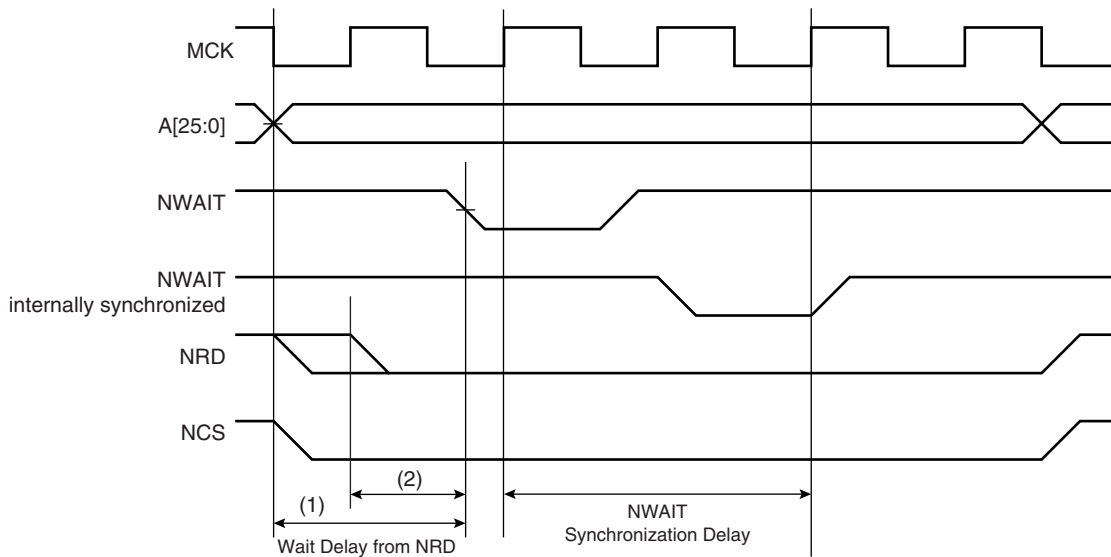 MCK
A[25:0]
NWAIT
NWAIT
internally synchronized
NRD
NCS
(1)
(2)
Wait Delay from NRD
NWAIT
Synchronization Delay